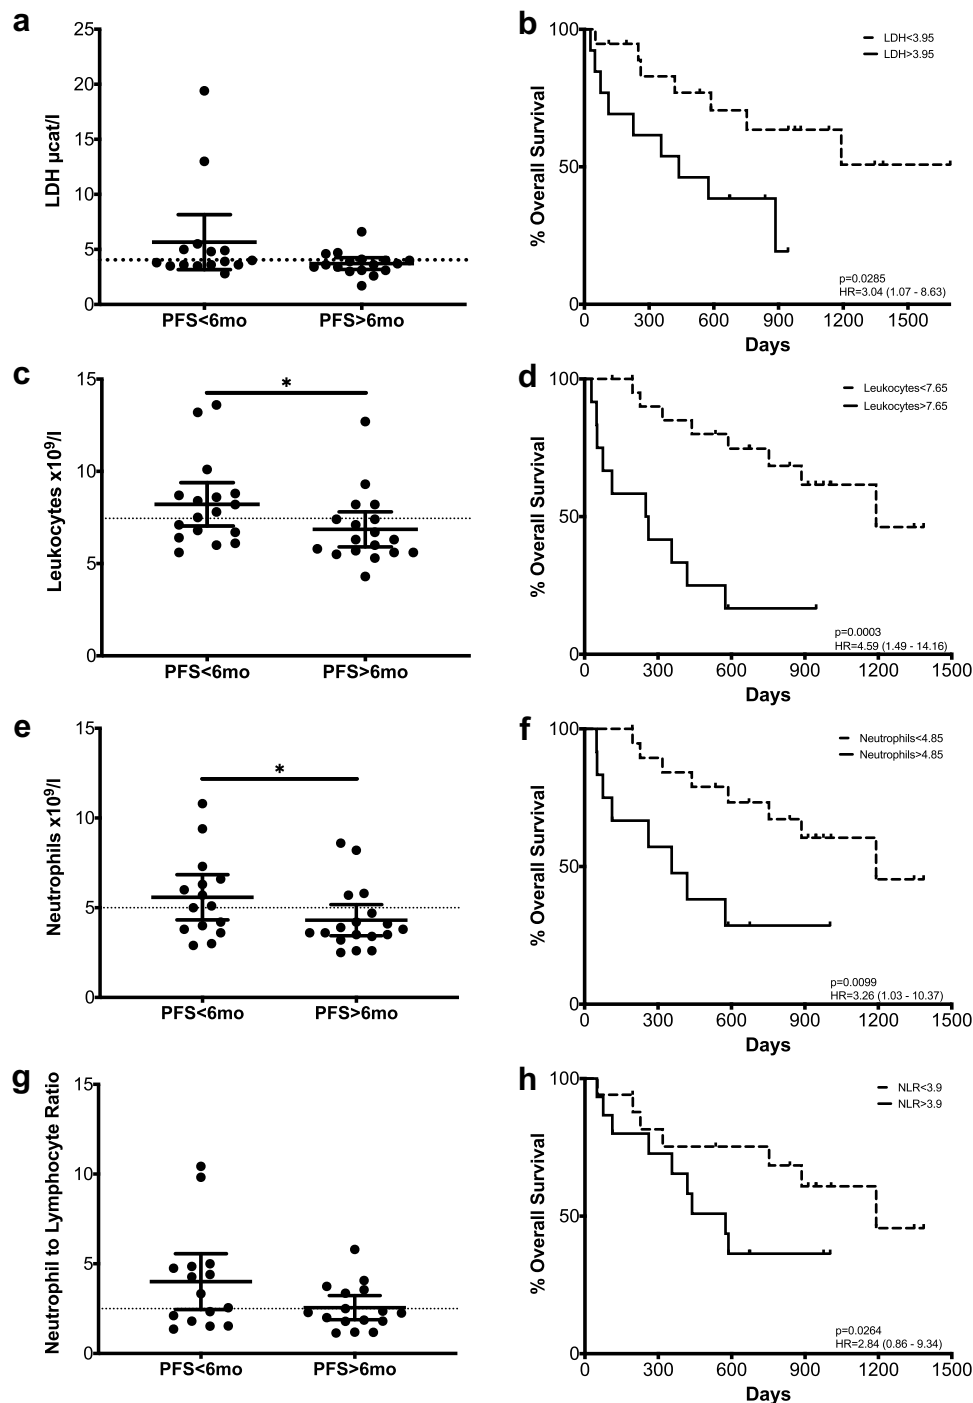 a
LDH µcat/l
25
20
15
10
5
0
PFS<6mo PFS>6mo
b
% Overall Survival
100
50
0
0 300 600 900 1200 1500
Days
LDH<3.95
LDH>3.95
p=0.0285
HR=3.04 (1.07 - 8.63)
c
Leukocytes x10⁹/l
15
10
5
0
*
PFS<6mo PFS>6mo
d
% Overall Survival
100
50
0
0 300 600 900 1200 1500
Days
Leukocytes<7.65
Leukocytes>7.65
p=0.0003
HR=4.59 (1.49 - 14.16)
e
Neutrophils x10⁹/l
15
10
5
0
*
PFS<6mo PFS>6mo
f
% Overall Survival
100
50
0
0 300 600 900 1200 1500
Days
Neutrophils<4.85
Neutrophils>4.85
p=0.0099
HR=3.26 (1.03 - 10.37)
g
Neutrophil to Lymphocyte Ratio
15
10
5
0
PFS<6mo PFS>6mo
h
% Overall Survival
100
50
0
0 300 600 900 1200 1500
Days
NLR<3.9
NLR>3.9
p=0.0264
HR=2.84 (0.86 - 9.34)